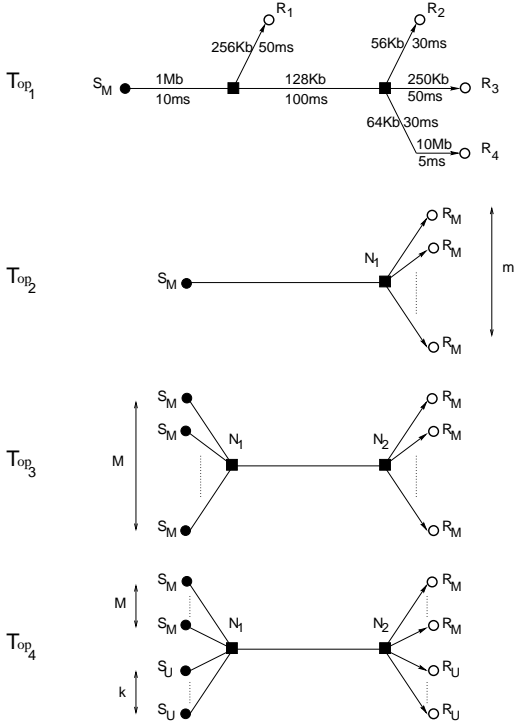 R1
R2
256Kb 50ms
56Kb 30ms
SM
1Mb
128Kb
250Kb
R3
Top1
10ms
100ms
50ms
64Kb 30ms
10Mb
R4
5ms
RM
RM
N1
m
Top2
SM
RM
SM
RM
SM
N1
N2
RM
M
Top3
SM
RM
SM
RM
M
N1
N2
SM
RM
Top4
SU
RU
k
SU
RU